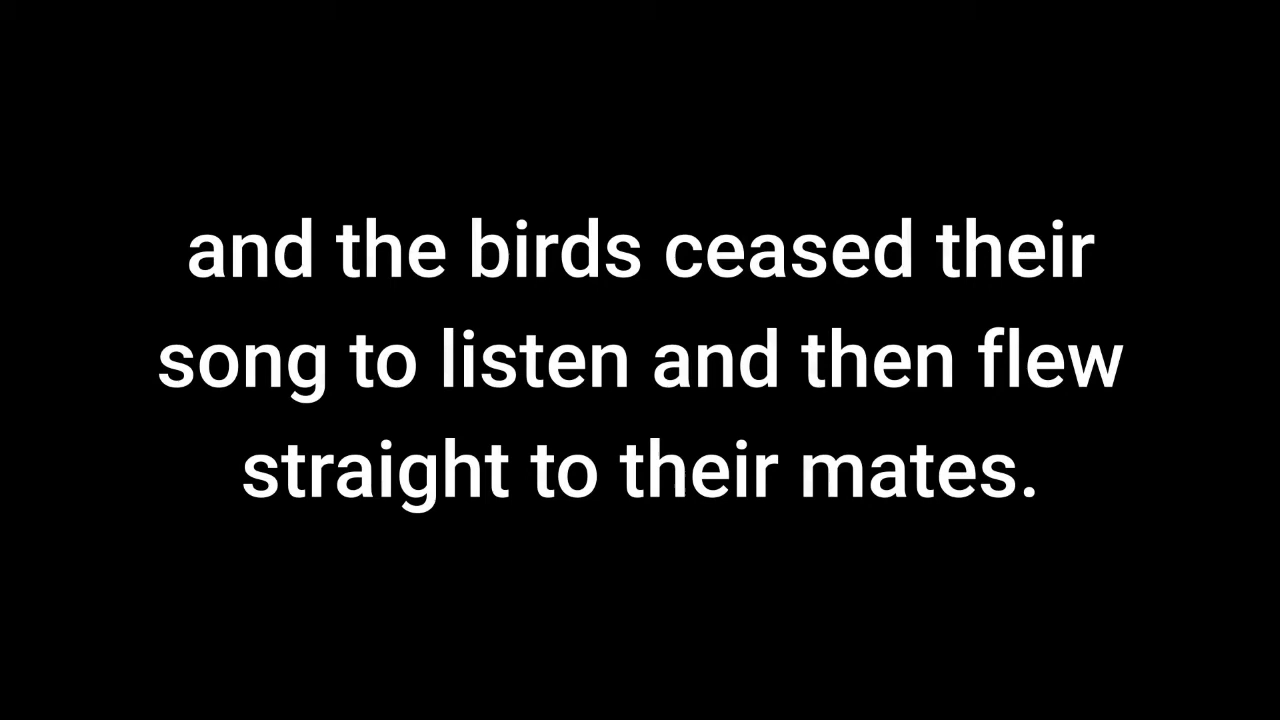 and the birds ceased their
song to listen and then flew
straight to their mates.